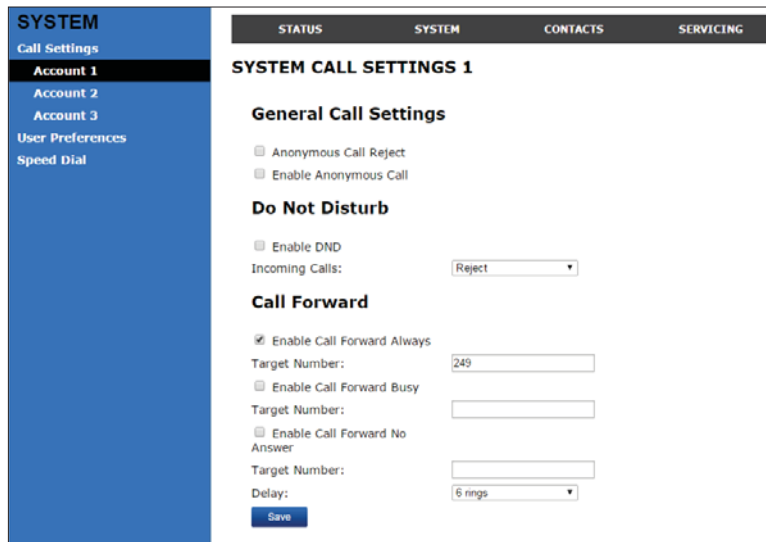 SYSTEM
Call Settings
Account 1
Account 2
Account 3
User Preferences
Speed Dial
STATUS SYSTEM CONTACTS SERVICING
SYSTEM CALL SETTINGS 1
General Call Settings
Anonymous Call Reject
Enable Anonymous Call
Do Not Disturb
Enable DND
Incoming Calls: Reject
Call Forward
Enable Call Forward Always
Target Number: 249
Enable Call Forward Busy
Target Number:
Enable Call Forward No
Answer
Target Number:
Delay: 6 rings
Save